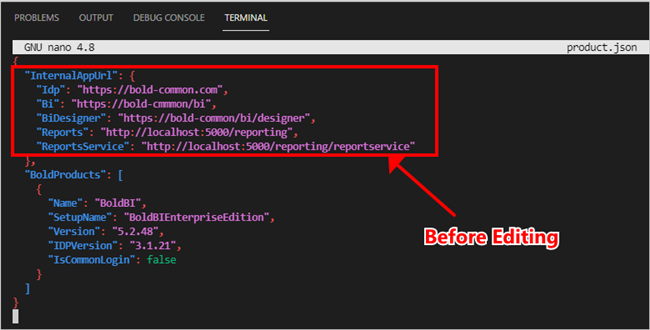 PROBLEMS OUTPUT DEBUG CONSOLE TERMINAL
GNU nano 4.8 product.json
{
"InternalAppUrl": {
"Idp": "https://bold-common.com",
"Bi": "https://bold-cmmmon/bi",
"BiDesigner": "https://bold-common/bi/designer",
"Reports": "http://localhost:5000/reporting",
"ReportsService": "http://localhost:5000/reporting/reportservice"
},
"BoldProducts": [
{
"Name": "BoldBI",
"SetupName": "BoldBIEnterpriseEdition",
"Version": "5.2.48",
"IDPVersion": "3.1.21",
"IsCommonLogin": false
}
]
}
Before Editing